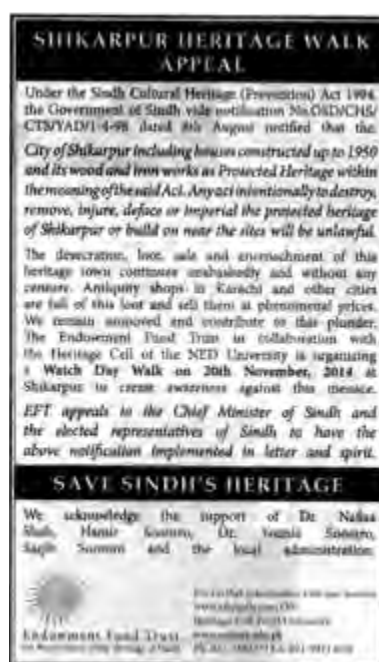 SHIKARPUR HERITAGE WALK
APPEAL
Under the Sindh Cultural Heritage (Prevention) Act 1994,
the Government of Sindh vide notification No.
dated 8th August notified that the.
City of Shikarpur including houses constructed up to 1950
and its wood and iron works as Protected Heritage within
the meaning of the said Act. Any act intentionally to destroy,
remove, injure, deface or imperial the protected heritage
of Shikarpur or build on near the sites will be unlawful.
The desecration, loot, sale and encroachment of this
heritage town continues unabashedly and without any
censure. Antiquity shops in Karachi and other cities
are full of this loot and sell them at phenomenal prices.
We remain unmoved and contribute to this plunder.
The Endowment Fund Trust in collaboration with
the Heritage Cell of the NED University is organising
a Watch Day Walk on 20th November, 2014 at
Shikarpur to create awareness against this menace.
EFT appeals to the Chief Minister of Sindh and
the elected representatives of Sindh to have the
above notification implemented in letter and spirit.
SAVE SINDH'S HERITAGE
We acknowledge the support of Dr. Nafisa
Shah, Hamir Soomro, Dr. Soomro,
Saqib Soomro and the local administration.
Endowment Fund Trust